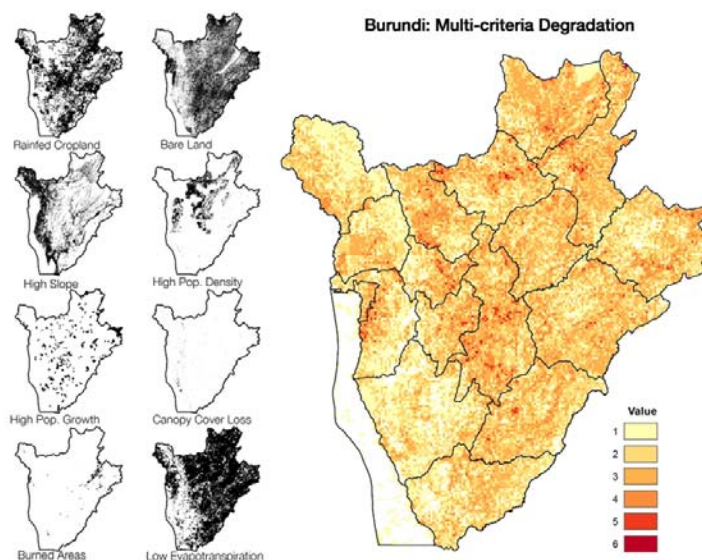 Burundi: Multi-criteria Degradation
Rainfed Cropland
Bare Land
High Slope
High Pop. Density
High Pop. Growth
Canopy Cover Loss
Burned Areas
Low Evapotranspiration
Value
1
2
3
4
5
6